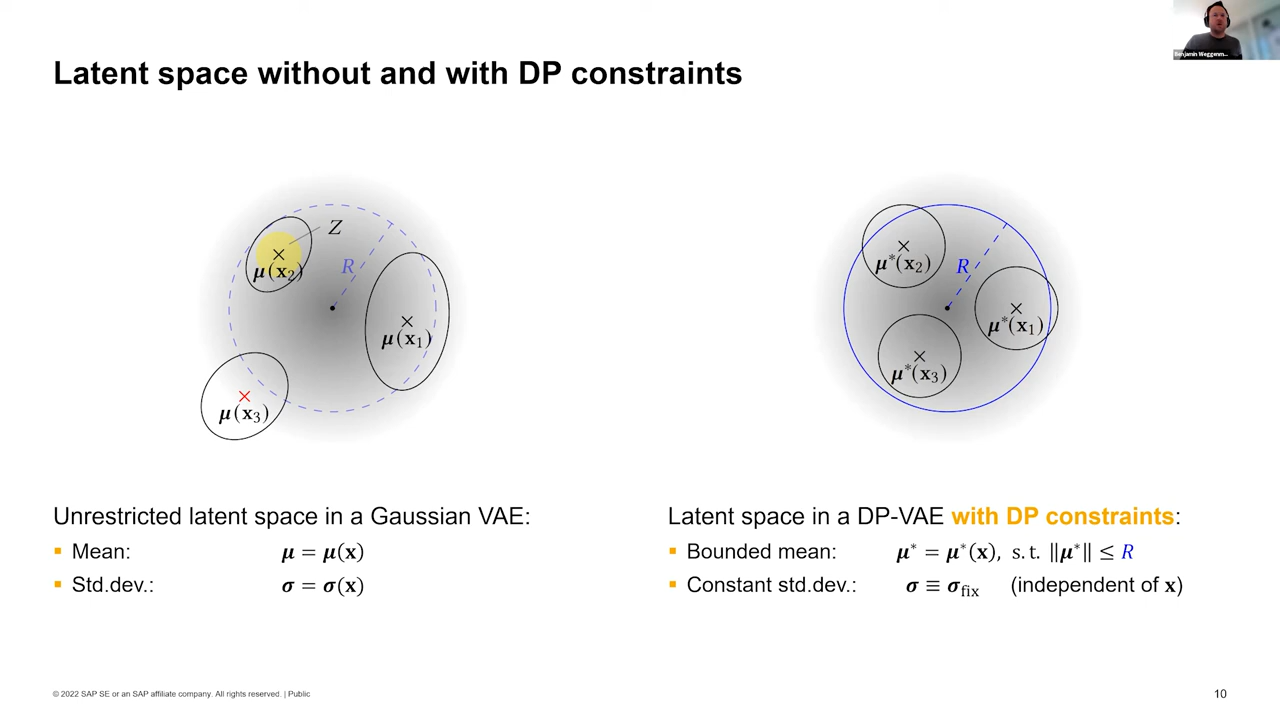 Benjamin Weggenm...
Latent space without and with DP constraints
Z
R
μ(x₂)
μ(x₁)
μ(x₃)
R
μ*(x₂)
μ*(x₁)
μ*(x₃)
Unrestricted latent space in a Gaussian VAE:
▪ Mean: μ = μ(x)
▪ Std.dev.: σ = σ(x)
Latent space in a DP-VAE with DP constraints:
▪ Bounded mean: μ* = μ*(x), s.t. ‖μ*‖ ≤ R
▪ Constant std.dev.: σ ≡ σ_fix (independent of x)
© 2022 SAP SE or an SAP affiliate company. All rights reserved. | Public
10